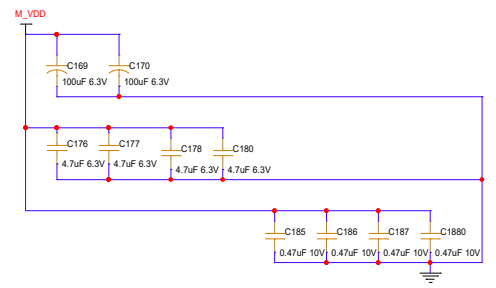 M_VDD
C169 C170
100uF 6.3V 100uF 6.3V
C176 C177 C178 C180
4.7uF 6.3V 4.7uF 6.3V 4.7uF 6.3V 4.7uF 6.3V
C185 C186 C187 C1880
0.47uF 10V 0.47uF 10V 0.47uF 10V 0.47uF 10V